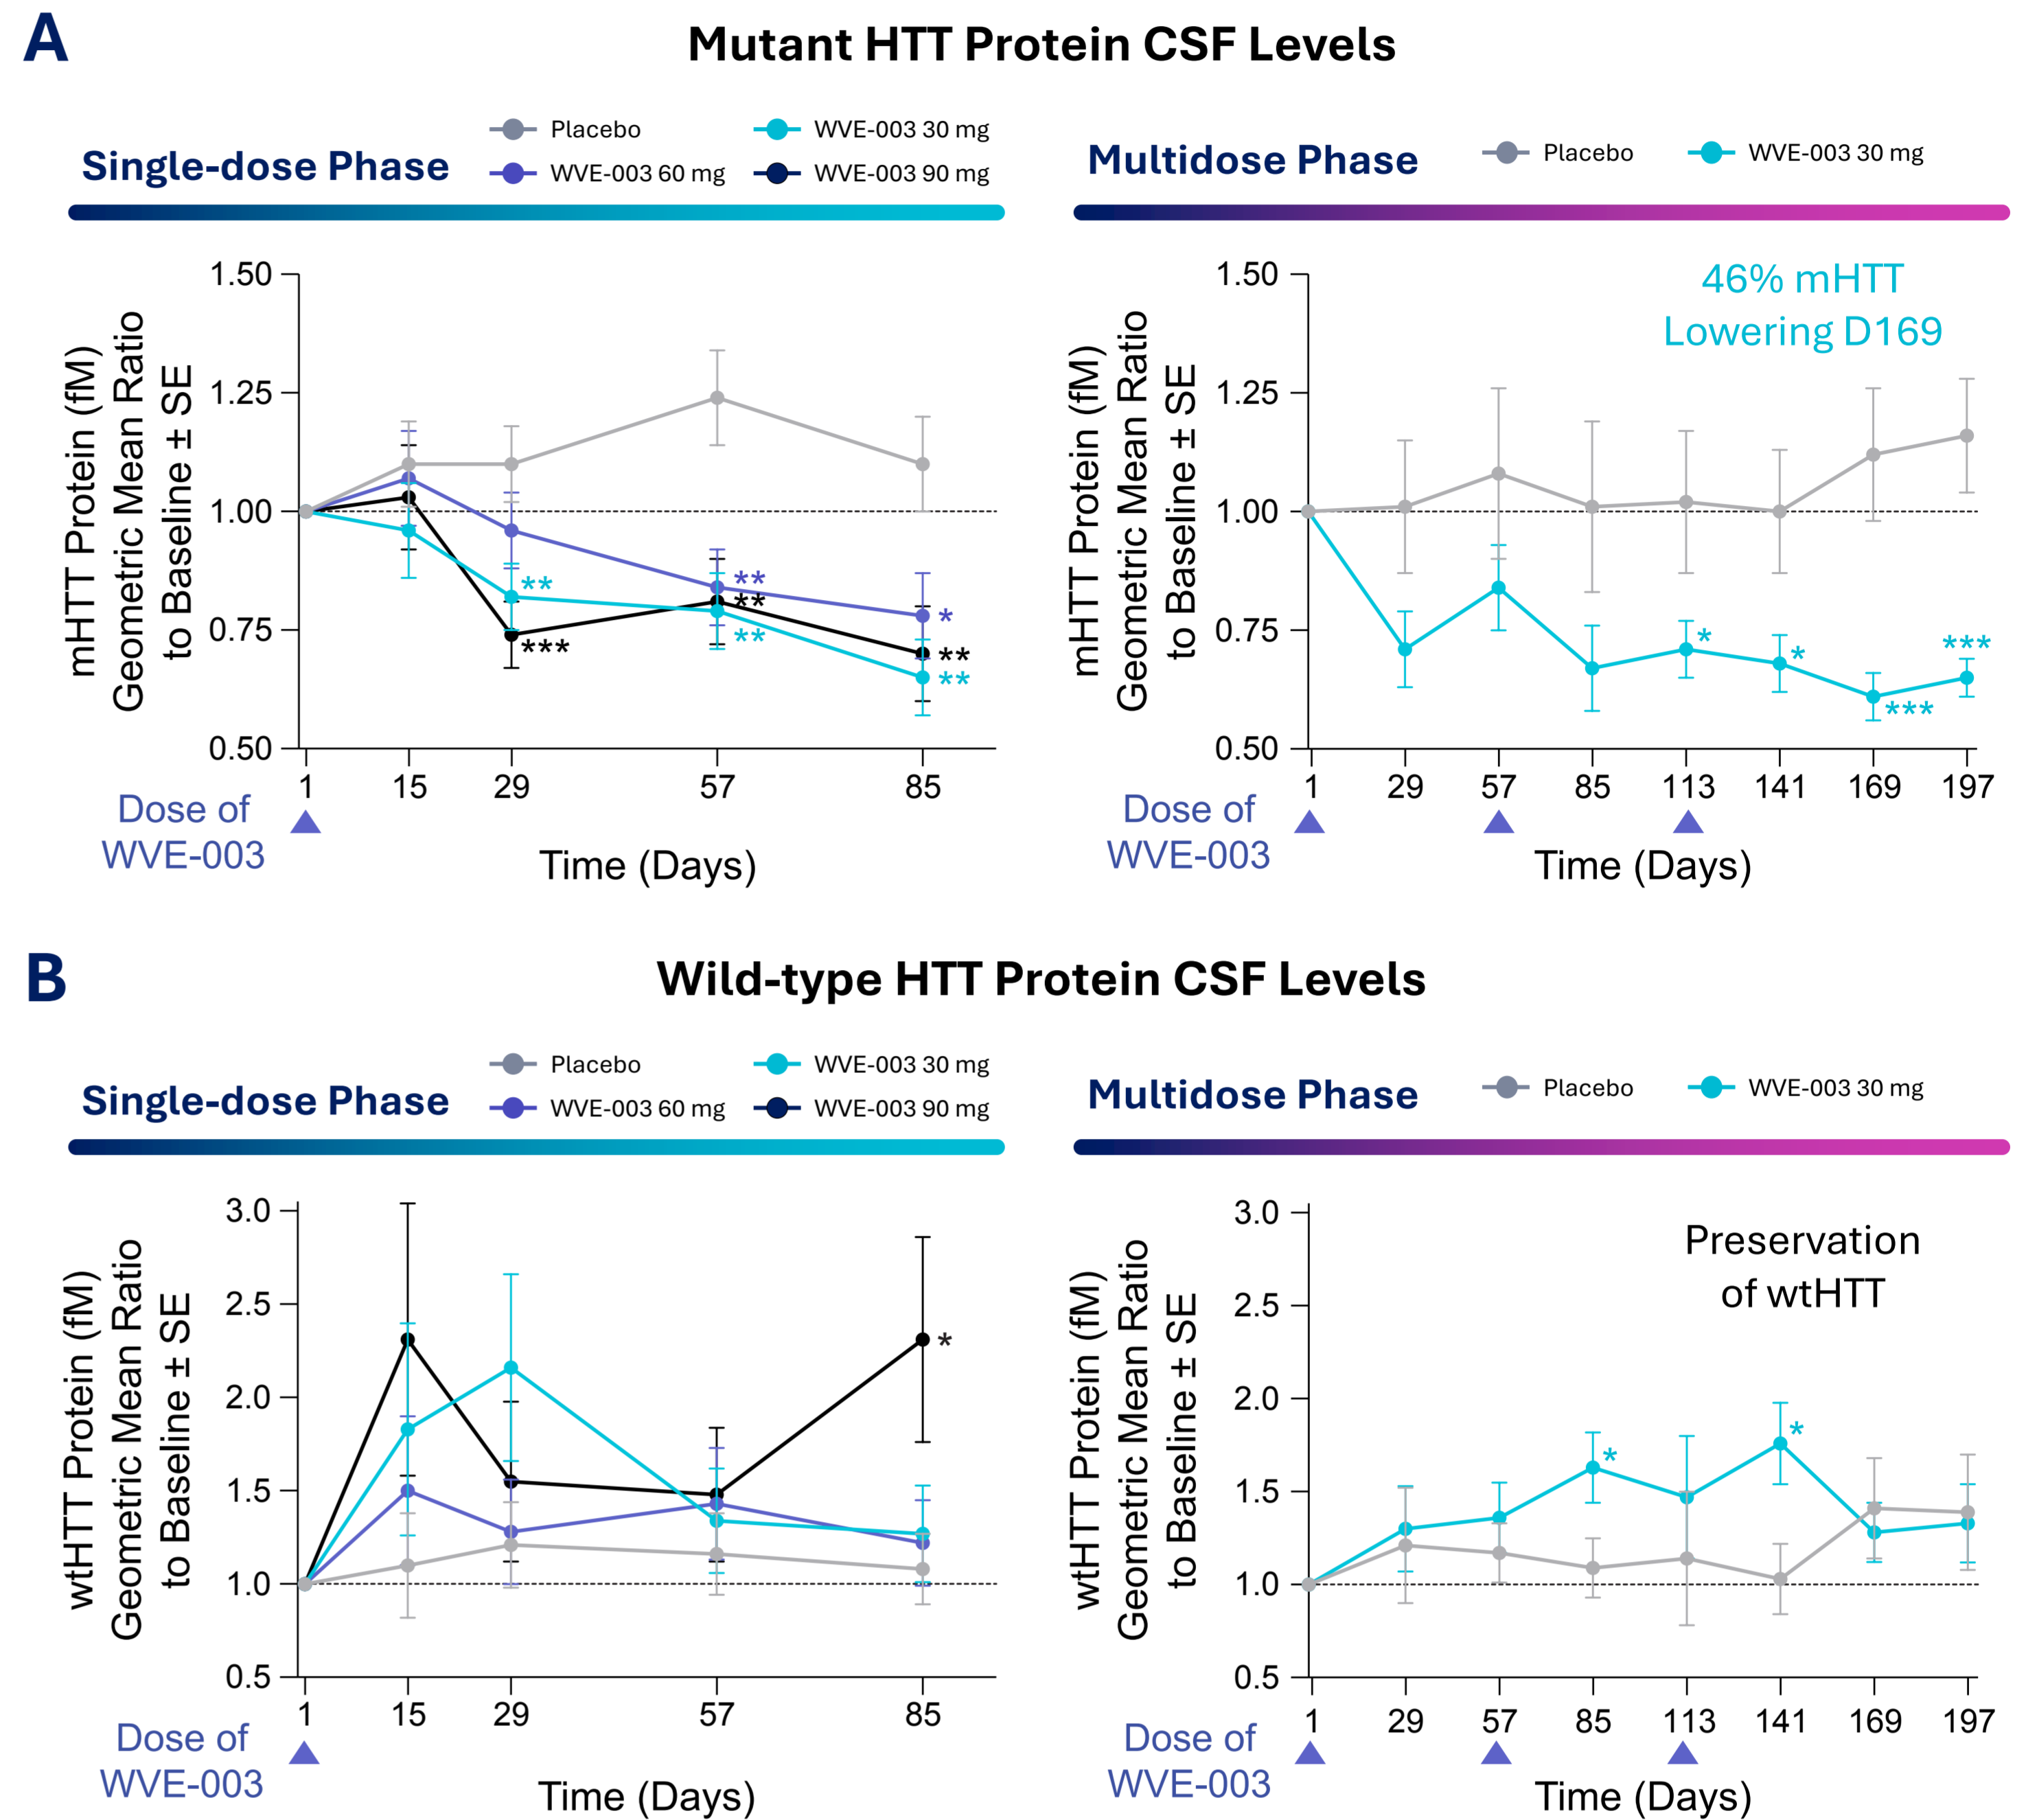 A
Mutant HTT Protein CSF Levels
Single-dose Phase
Placebo
WVE-003 30 mg
WVE-003 60 mg
WVE-003 90 mg
mHTT Protein (fM)
Geometric Mean Ratio
to Baseline ± SE
1.50
1.25
1.00
0.75
0.50
**
***
**
**
**
*
**
**
1
15
29
57
85
Dose of
WVE-003
Time (Days)
Multidose Phase
Placebo
WVE-003 30 mg
46% mHTT
Lowering D169
mHTT Protein (fM)
Geometric Mean Ratio
to Baseline ± SE
1.50
1.25
1.00
0.75
0.50
*
*
***
***
1
29
57
85
113
141
169
197
Dose of
WVE-003
Time (Days)
B
Wild-type HTT Protein CSF Levels
Single-dose Phase
Placebo
WVE-003 30 mg
WVE-003 60 mg
WVE-003 90 mg
wtHTT Protein (fM)
Geometric Mean Ratio
to Baseline ± SE
3.0
2.5
2.0
1.5
1.0
0.5
*
1
15
29
57
85
Dose of
WVE-003
Time (Days)
Multidose Phase
Placebo
WVE-003 30 mg
Preservation
of wtHTT
wtHTT Protein (fM)
Geometric Mean Ratio
to Baseline ± SE
3.0
2.5
2.0
1.5
1.0
0.5
*
*
1
29
57
85
113
141
169
197
Dose of
WVE-003
Time (Days)